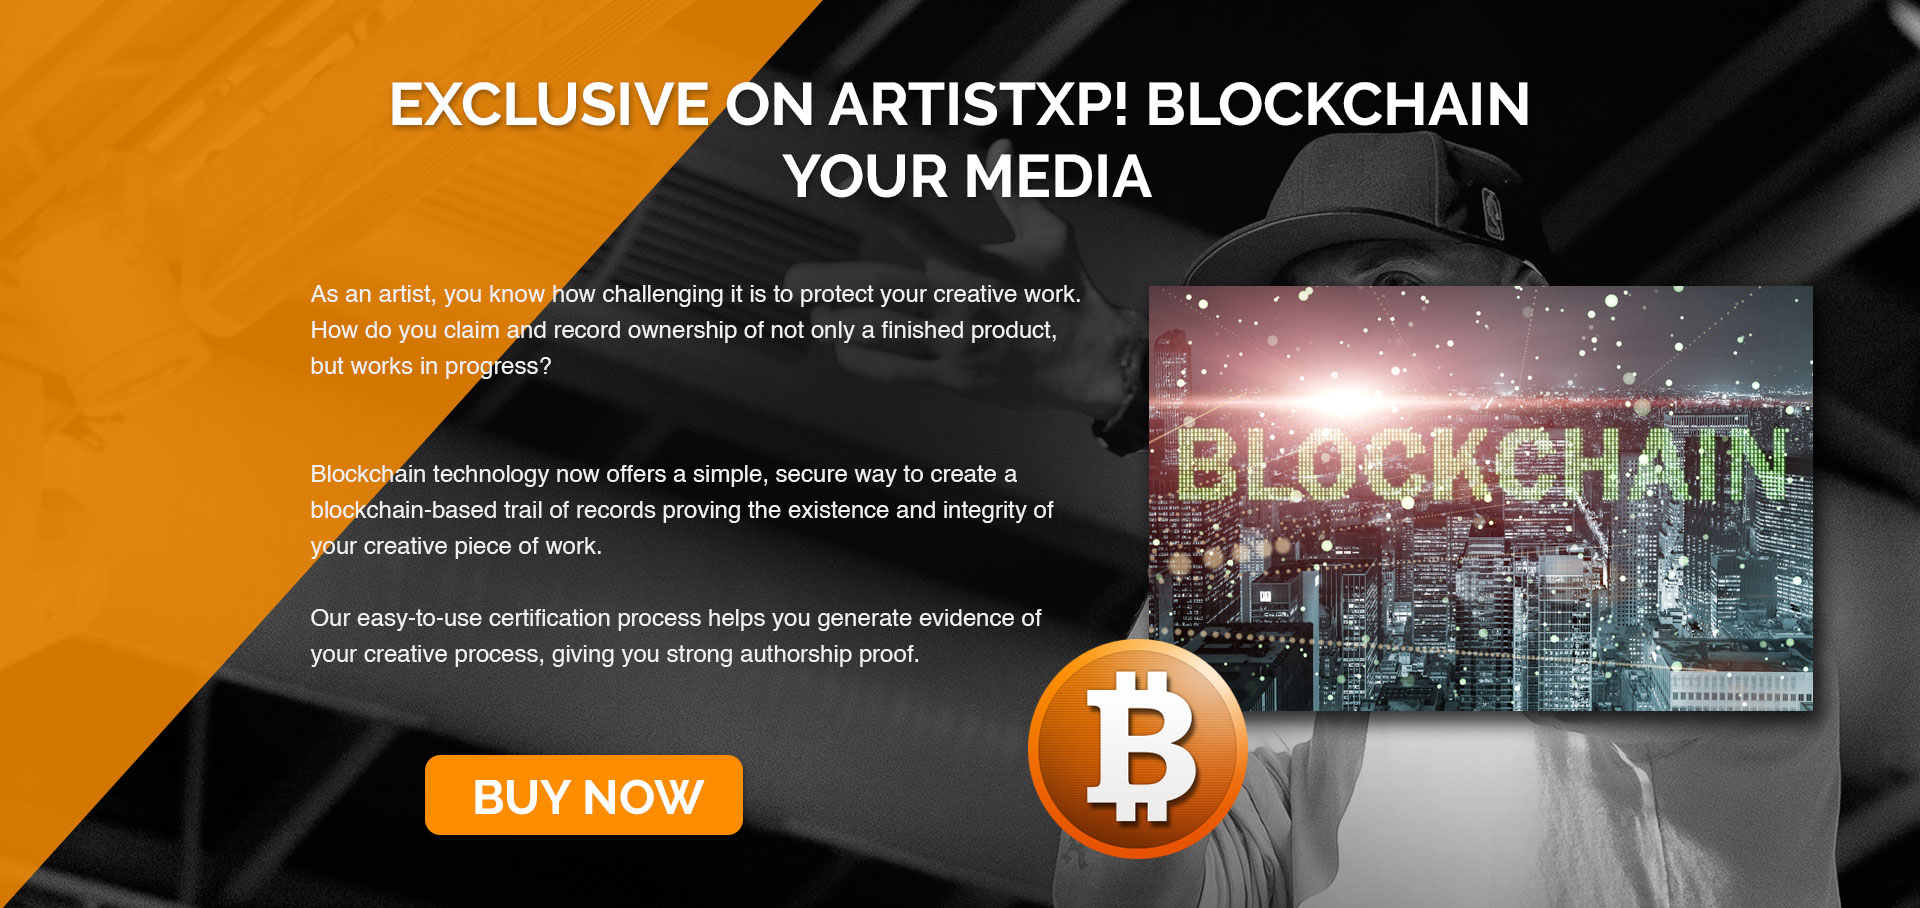 EXCLUSIVE ON ARTISTXP! BLOCKCHAIN
YOUR MEDIA
As an artist, you know how challenging it is to protect your creative work.
How do you claim and record ownership of not only a finished product,
but works in progress?
BLOCKCHAIN
Blockchain technology now offers a simple, secure way to create a
blockchain-based trail of records proving the existence and integrity of
your creative piece of work.
Our easy-to-use certification process helps you generate evidence of
your creative process, giving you strong authorship proof.
BUY NOW